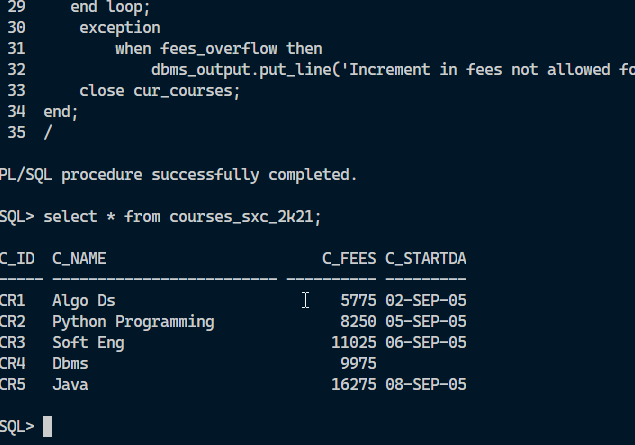 29     end loop;
30      exception
31          when fees_overflow then
32              dbms_output.put_line('Increment in fees not allowed fo
33      close cur_courses;
34  end;
35  /
PL/SQL procedure successfully completed.
SQL> select * from courses_sxc_2k21;
C_ID  C_NAME                        C_FEES C_STARTDA
----- ------------------------- ---------- ---------
CR1   Algo Ds                         5775 02-SEP-05
CR2   Python Programming              8250 05-SEP-05
CR3   Soft Eng                       11025 06-SEP-05
CR4   Dbms                            9975
CR5   Java                           16275 08-SEP-05
SQL>